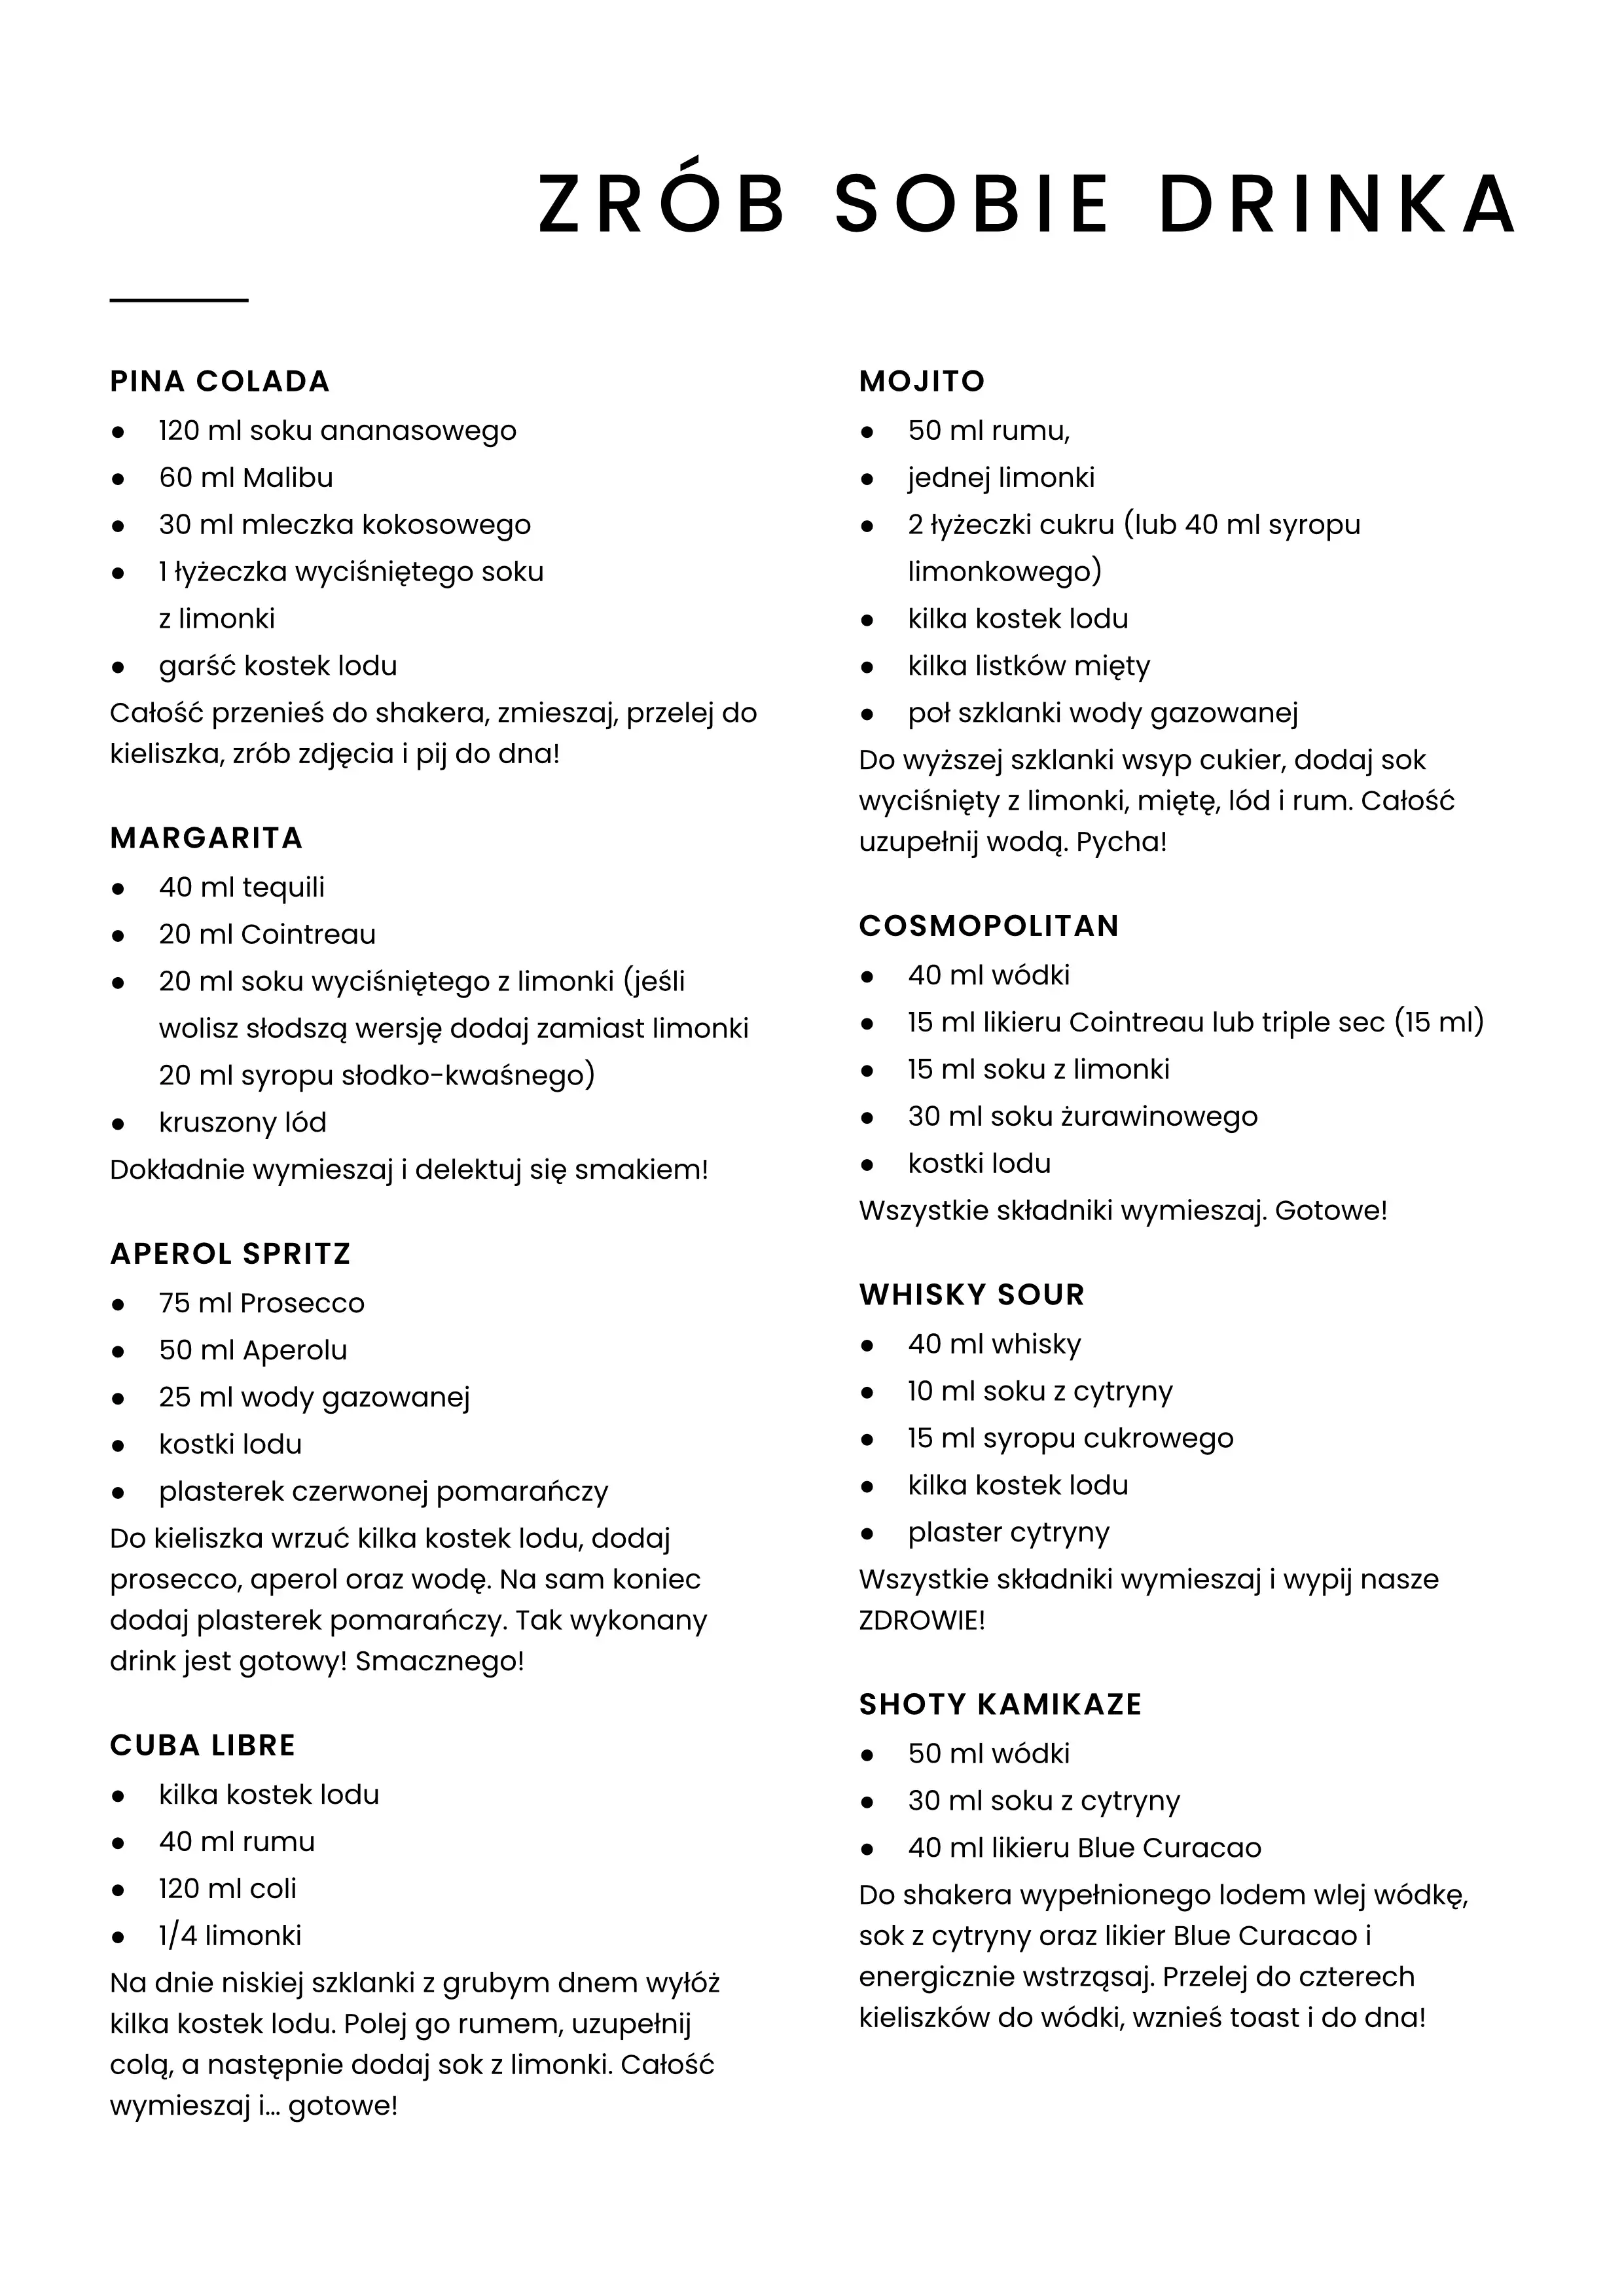 ZRÓB SOBIE DRINKA
PINA COLADA
● 120 ml soku ananasowego
● 60 ml Malibu
● 30 ml mleczka kokosowego
● 1 łyżeczka wyciśniętego soku
z limonki
● garść kostek lodu
Całość przenieś do shakera, zmieszaj, przelej do
kieliszka, zrób zdjęcia i pij do dna!
MARGARITA
● 40 ml tequili
● 20 ml Cointreau
● 20 ml soku wyciśniętego z limonki (jeśli
wolisz słodszą wersję dodaj zamiast limonki
20 ml syropu słodko-kwaśnego)
● kruszony lód
Dokładnie wymieszaj i delektuj się smakiem!
APEROL SPRITZ
● 75 ml Prosecco
● 50 ml Aperolu
● 25 ml wody gazowanej
● kostki lodu
● plasterek czerwonej pomarańczy
Do kieliszka wrzuć kilka kostek lodu, dodaj
prosecco, aperol oraz wodę. Na sam koniec
dodaj plasterek pomarańczy. Tak wykonany
drink jest gotowy! Smacznego!
CUBA LIBRE
● kilka kostek lodu
● 40 ml rumu
● 120 ml coli
● 1/4 limonki
Na dnie niskiej szklanki z grubym dnem wyłóż
kilka kostek lodu. Polej go rumem, uzupełnij
colą, a następnie dodaj sok z limonki. Całość
wymieszaj i... gotowe!
MOJITO
● 50 ml rumu,
● jednej limonki
● 2 łyżeczki cukru (lub 40 ml syropu
limonkowego)
● kilka kostek lodu
● kilka listków mięty
● poł szklanki wody gazowanej
Do wyższej szklanki wsyp cukier, dodaj sok
wyciśnięty z limonki, miętę, lód i rum. Całość
uzupełnij wodą. Pycha!
COSMOPOLITAN
● 40 ml wódki
● 15 ml likieru Cointreau lub triple sec (15 ml)
● 15 ml soku z limonki
● 30 ml soku żurawinowego
● kostki lodu
Wszystkie składniki wymieszaj. Gotowe!
WHISKY SOUR
● 40 ml whisky
● 10 ml soku z cytryny
● 15 ml syropu cukrowego
● kilka kostek lodu
● plaster cytryny
Wszystkie składniki wymieszaj i wypij nasze
ZDROWIE!
SHOTY KAMIKAZE
● 50 ml wódki
● 30 ml soku z cytryny
● 40 ml likieru Blue Curacao
Do shakera wypełnionego lodem wlej wódkę,
sok z cytryny oraz likier Blue Curacao i
energicznie wstrząsaj. Przelej do czterech
kieliszków do wódki, wznieś toast i do dna!